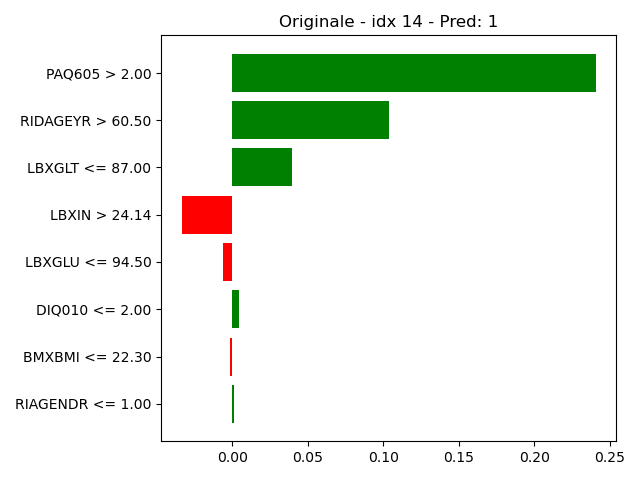 Originale - idx 14 - Pred: 1
PAQ605 > 2.00
RIDAGEYR > 60.50
LBXGLT <= 87.00
LBXIN > 24.14
LBXGLU <= 94.50
DIQ010 <= 2.00
BMXBMI <= 22.30
RIAGENDR <= 1.00
0.00 0.05 0.10 0.15 0.20 0.25